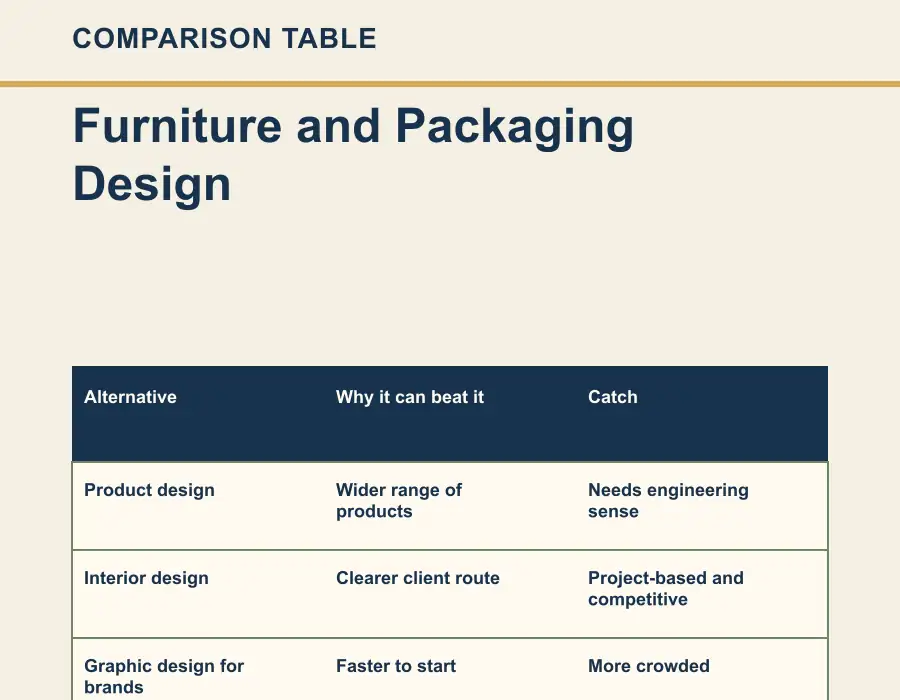 COMPARISON TABLE
Furniture and Packaging
Design
Alternative
Why it can beat it
Catch
Product design
Wider range of
products
Needs engineering
sense
Interior design
Clearer client route
Project-based and
competitive
Graphic design for
brands
Faster to start
More crowded